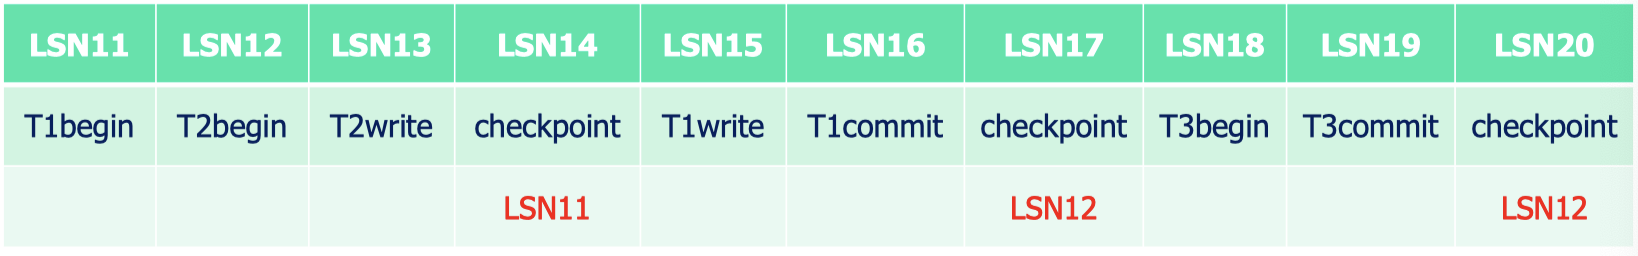 LSN11 LSN12 LSN13 LSN14 LSN15 LSN16 LSN17 LSN18 LSN19 LSN20
T1begin T2begin T2write checkpoint T1write T1commit checkpoint T3begin T3commit checkpoint
LSN11 LSN12 LSN12